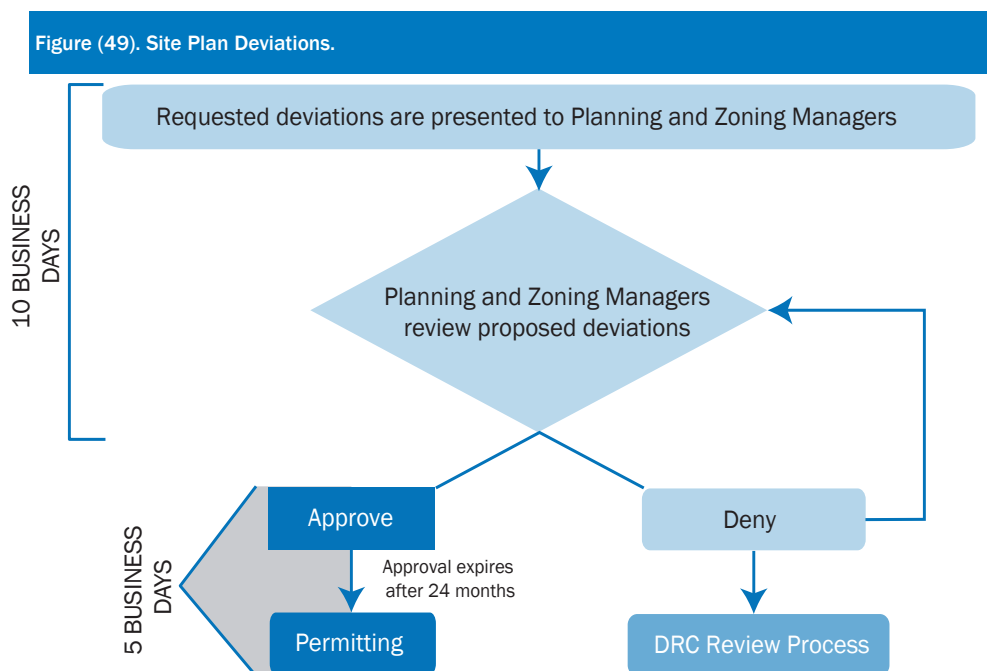 Figure (49). Site Plan Deviations.
Requested deviations are presented to Planning and Zoning Managers
10 BUSINESS
DAYS
Planning and Zoning Managers
review proposed deviations
Approve
Deny
Approval expires
after 24 months
5 BUSINESS
DAYS
Permitting
DRC Review Process